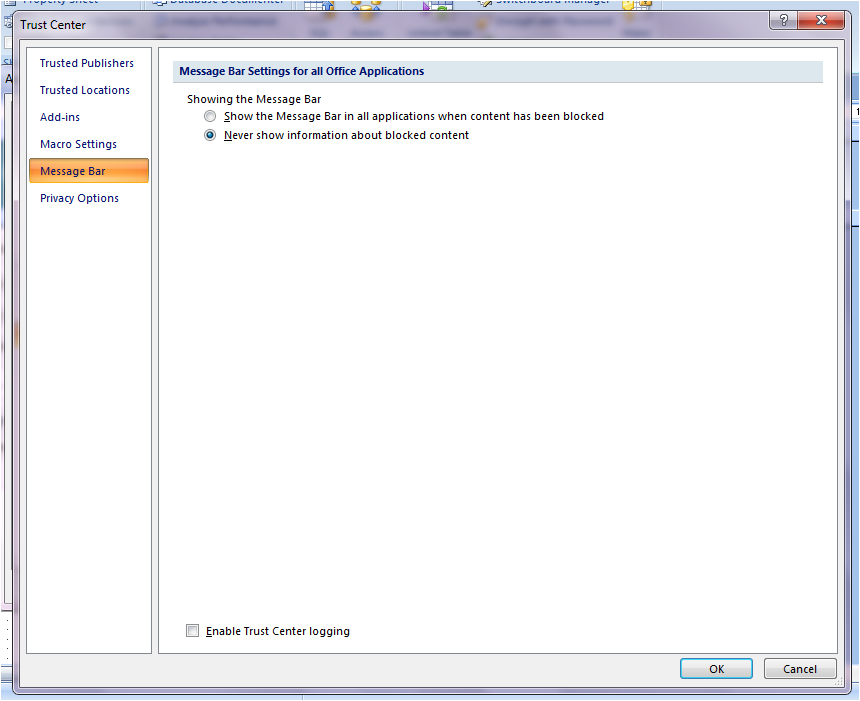 Property Sheet
Database Documenter
Switchboard Manager
Analyze Performance
Trust Center
Trusted Publishers
Trusted Locations
Add-ins
Macro Settings
Message Bar
Privacy Options
Message Bar Settings for all Office Applications
Showing the Message Bar
Show the Message Bar in all applications when content has been blocked
Never show information about blocked content
Enable Trust Center logging
OK
Cancel